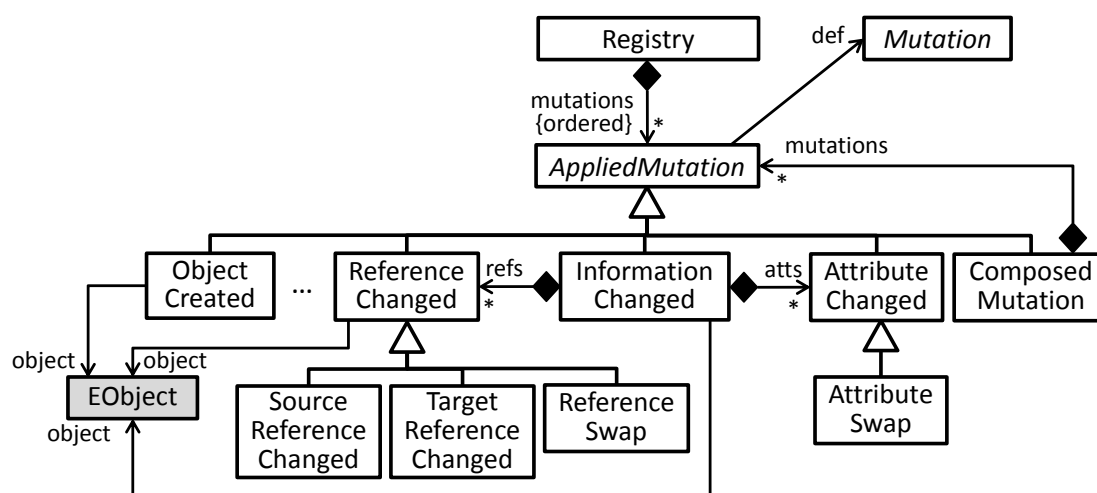 Registry
def
Mutation
mutations
{ordered}
*
AppliedMutation
mutations
*
Object
Created
...
Reference
Changed
refs
*
Information
Changed
atts
*
Attribute
Changed
Composed
Mutation
object
object
EObject
object
Source
Reference
Changed
Target
Reference
Changed
Reference
Swap
Attribute
Swap